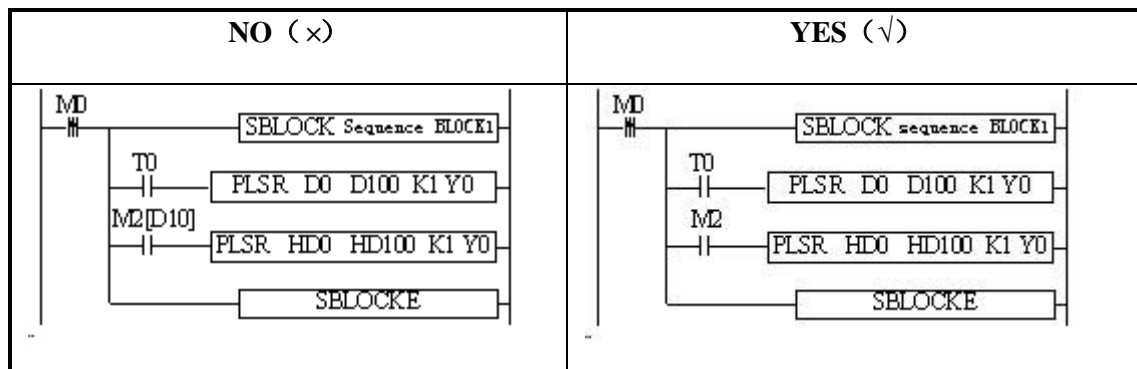 NO（×）
YES（√）
M0
SBLOCK Sequence BLOCK1
T0
PLSR D0 D100 K1 Y0
M2[D10]
PLSR HD0 HD100 K1 Y0
SBLOCKE
M0
SBLOCK sequence BLOCK1
T0
PLSR D0 D100 K1 Y0
M2
PLSR HD0 HD100 K1 Y0
SBLOCKE